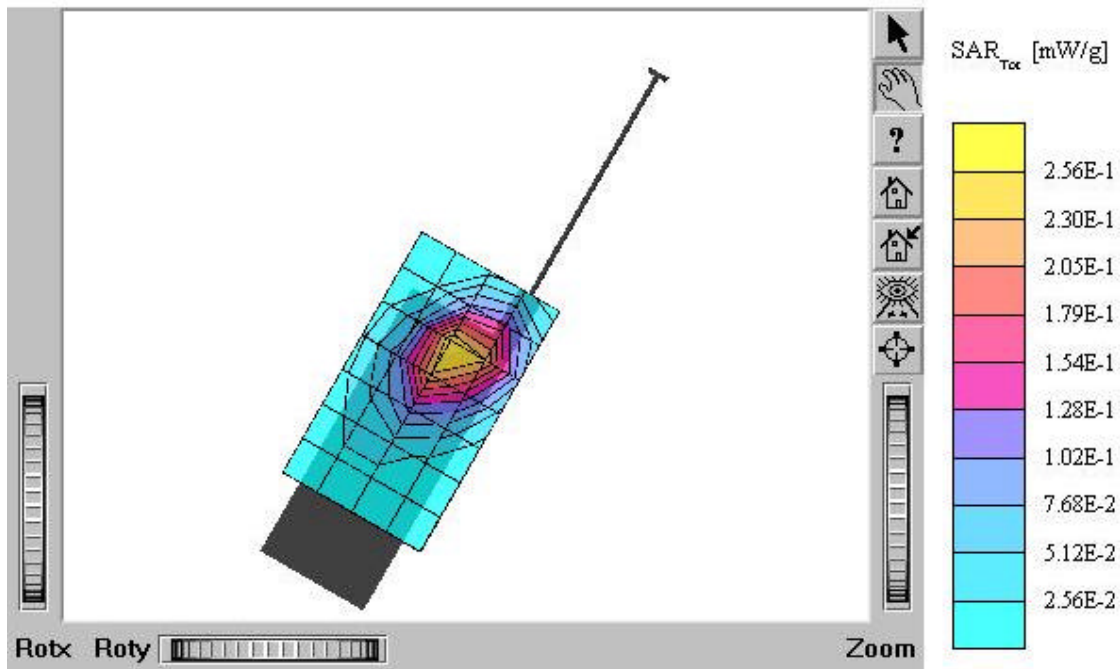 SAR_Tot [mW/g]
2.56E-1
2.30E-1
2.05E-1
1.79E-1
1.54E-1
1.28E-1
1.02E-1
7.68E-2
5.12E-2
2.56E-2
?
Rotx Roty Zoom